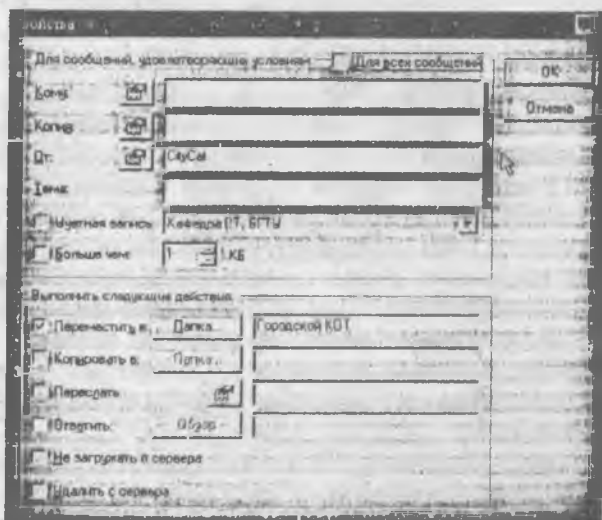 Свойства
Для сообщений, удовлетворяющих условиям: Для всех сообщений
OK
Кому:
Отмена
Копия:
От: CityCat
Тема:
Учетная запись: Кафедра ПТ, БГТУ
Больше чем: 1 КБ
Выполнить следующие действия:
Переместить в: Папка... Городской КОТ
Копировать в: Папка...
Переслать
Ответить: Обзор
Не загружать с сервера
Удалить с сервера